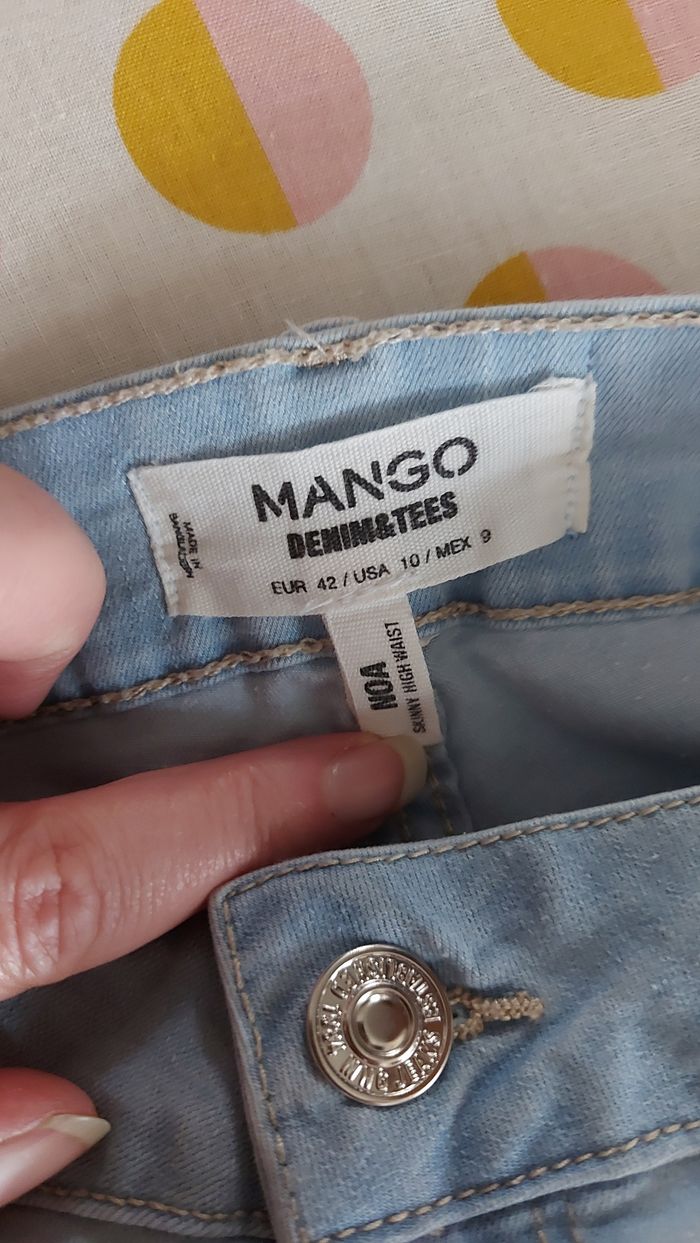 MANGO
DENIM&TEES
EUR 42 / USA 10 / MEX 9
MADE IN
BANGLADESH
NOA
SKINNY HIGH WAIST